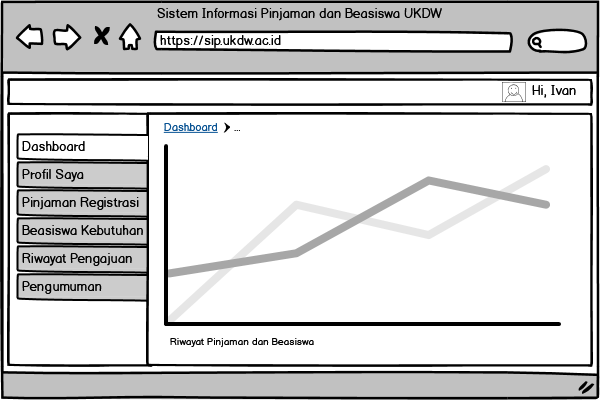 Sistem Informasi Pinjaman dan Beasiswa UKDW
https://sip.ukdw.ac.id
Hi, Ivan
Dashboard
Profil Saya
Pinjaman Registrasi
Beasiswa Kebutuhan
Riwayat Pengajuan
Pengumuman
Dashboard ...
Riwayat Pinjaman dan Beasiswa